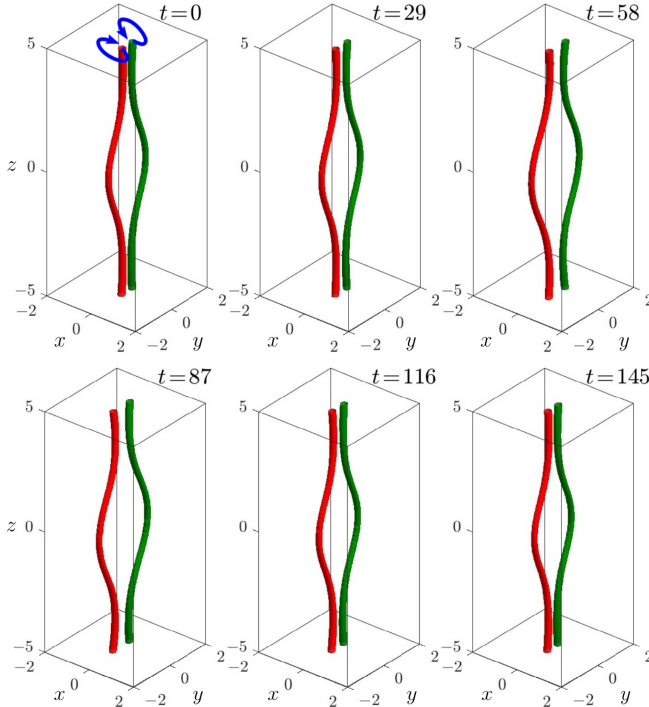 t=0 t=29 t=58
5 5 5
z 0 0 0
−5 −5 −5
−2 2 −2 2 −2 2
0 0 0 0 0 0
x 2 −2 y x 2 −2 y x 2 −2 y
t=87 t=116 t=145
5 5 5
z 0 0 0
−5 −5 −5
−2 2 −2 2 −2 2
0 0 0 0 0 0
x 2 −2 y x 2 −2 y x 2 −2 y